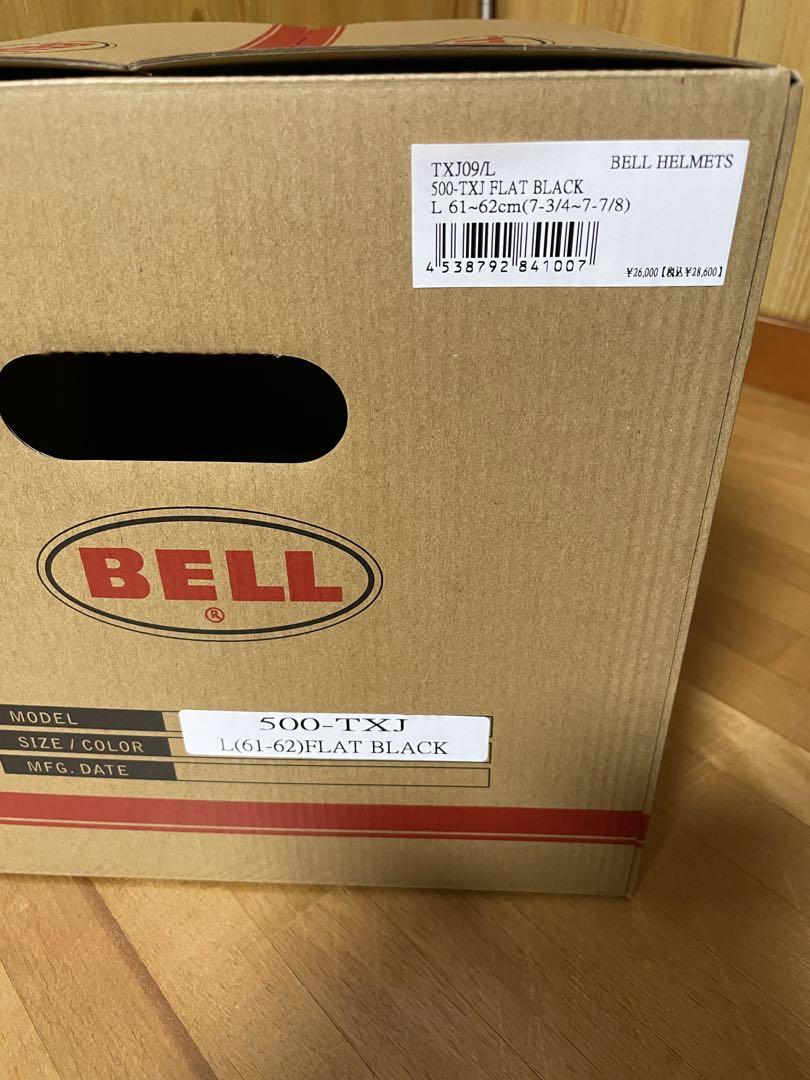 TXJ09/L BELL HELMETS
500-TXJ FLAT BLACK
L 61~62cm(7-3/4~7-7/8)
4 538792 841007
¥26,000【税込¥28,600】
BELL
®
MODEL 500-TXJ
SIZE / COLOR L(61-62)FLAT BLACK
MFG. DATE